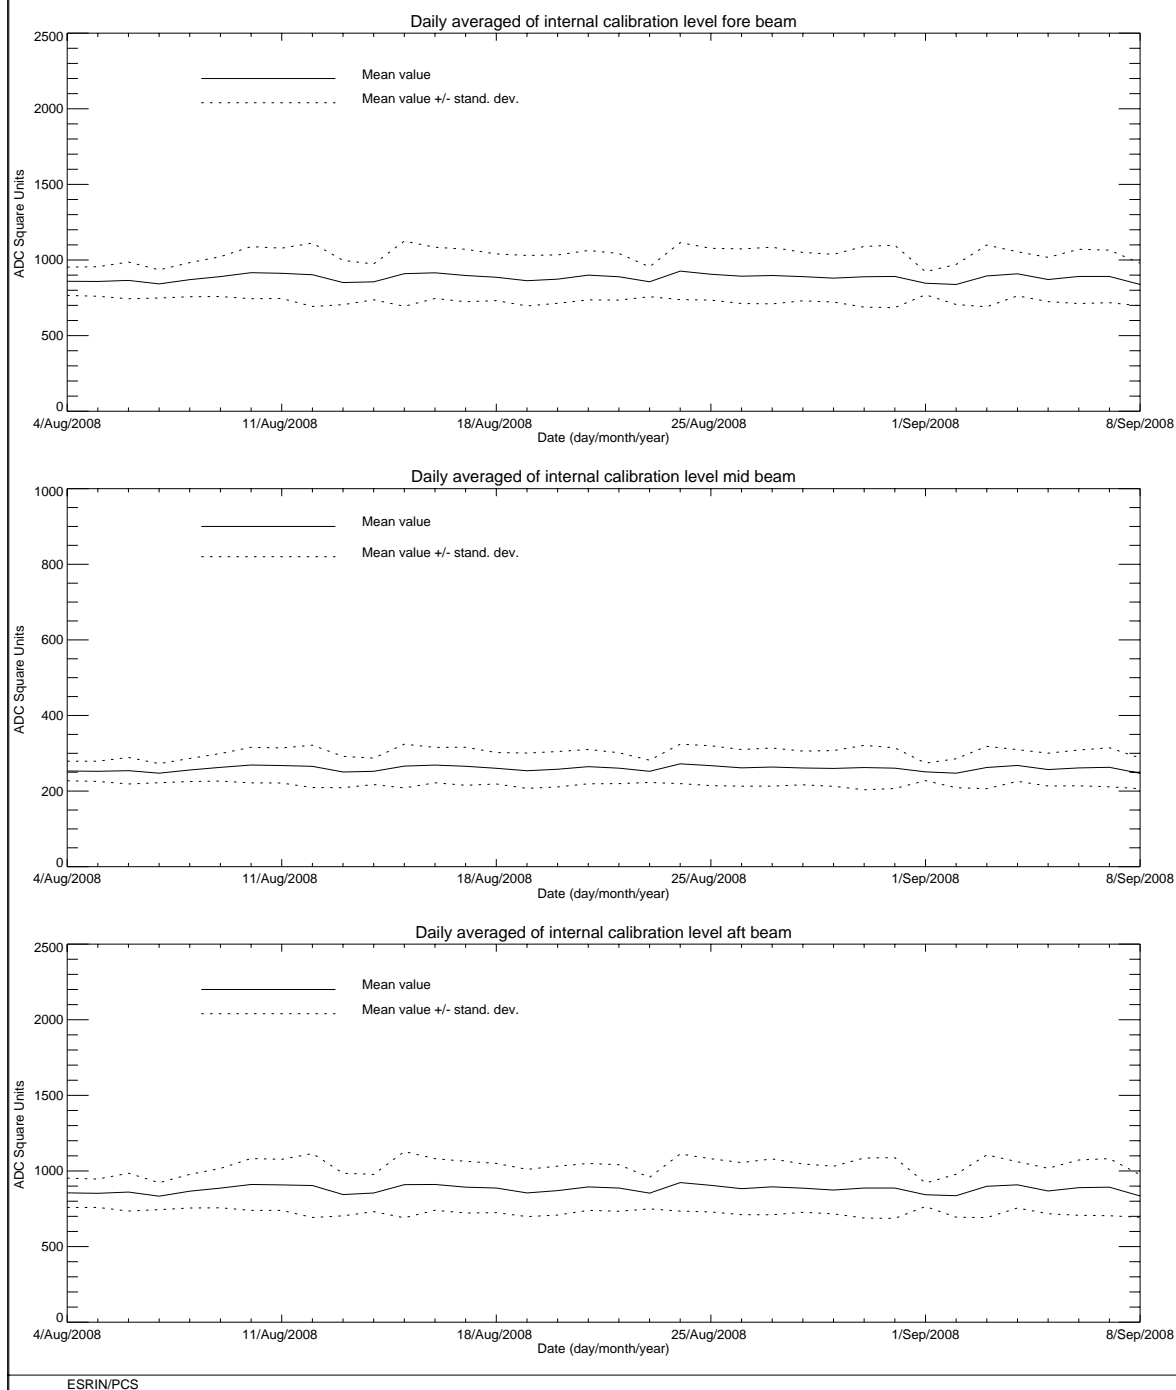 Daily averaged of internal calibration level fore beam
2500
2000
1500
1000
500
0
ADC Square Units
Mean value
Mean value +/- stand. dev.
4/Aug/2008 11/Aug/2008 18/Aug/2008 25/Aug/2008 1/Sep/2008 8/Sep/2008
Date (day/month/year)
Daily averaged of internal calibration level mid beam
1000
800
600
400
200
0
ADC Square Units
Mean value
Mean value +/- stand. dev.
4/Aug/2008 11/Aug/2008 18/Aug/2008 25/Aug/2008 1/Sep/2008 8/Sep/2008
Date (day/month/year)
Daily averaged of internal calibration level aft beam
2500
2000
1500
1000
500
0
ADC Square Units
Mean value
Mean value +/- stand. dev.
4/Aug/2008 11/Aug/2008 18/Aug/2008 25/Aug/2008 1/Sep/2008 8/Sep/2008
Date (day/month/year)
ESRIN/PCS